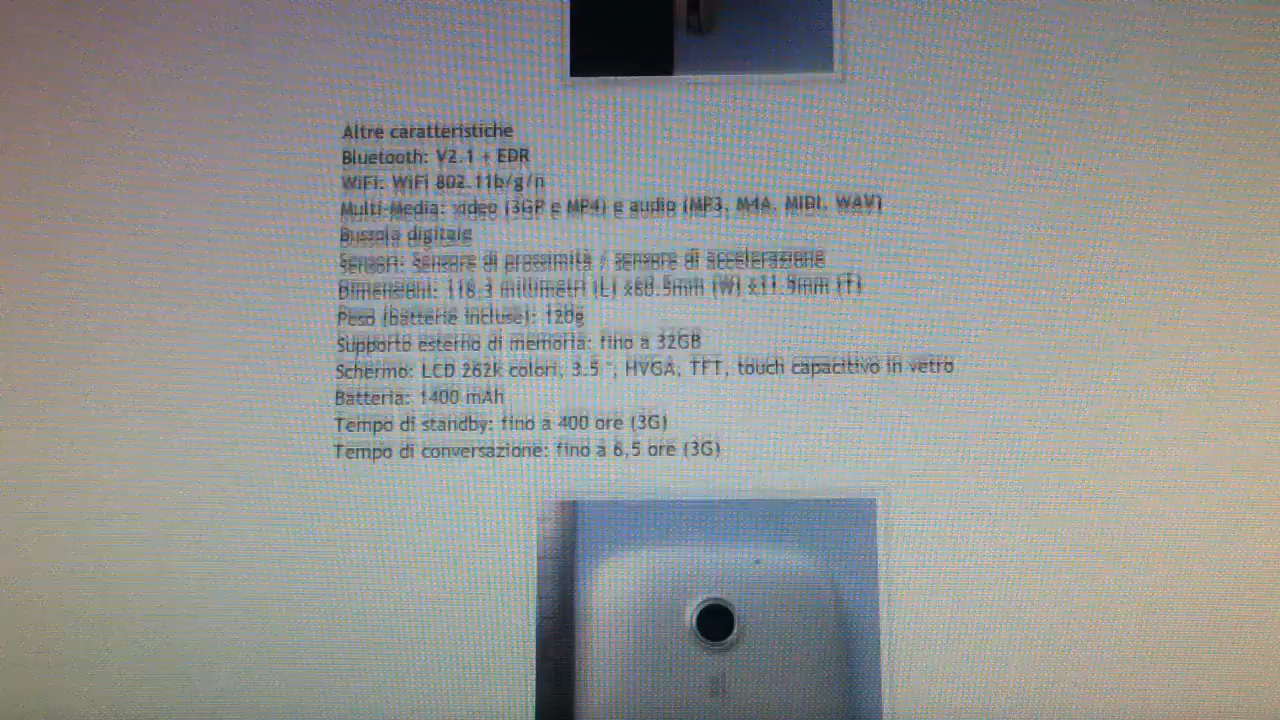 Altre caratteristiche
Bluetooth: V2.1 + EDR
WiFi: WiFi 802.11b/g/n
Multi-Media: video (3GP e MP4) e audio (MP3, M4A, MIDI, WAV)
Bussola digitale
Sensori: Sensore di prossimità / sensore di accelerazione
Dimensioni: 118.3 millimetri (L) x60.5mm (W) x11.9mm (T)
Peso (batterie incluse): 120g
Supporto esterno di memoria: fino a 32GB
Schermo: LCD 262k colori, 3.5 ", HVGA, TFT, touch capacitivo in vetro
Batteria: 1400 mAh
Tempo di standby: fino a 400 ore (3G)
Tempo di conversazione: fino a 6,5 ore (3G)